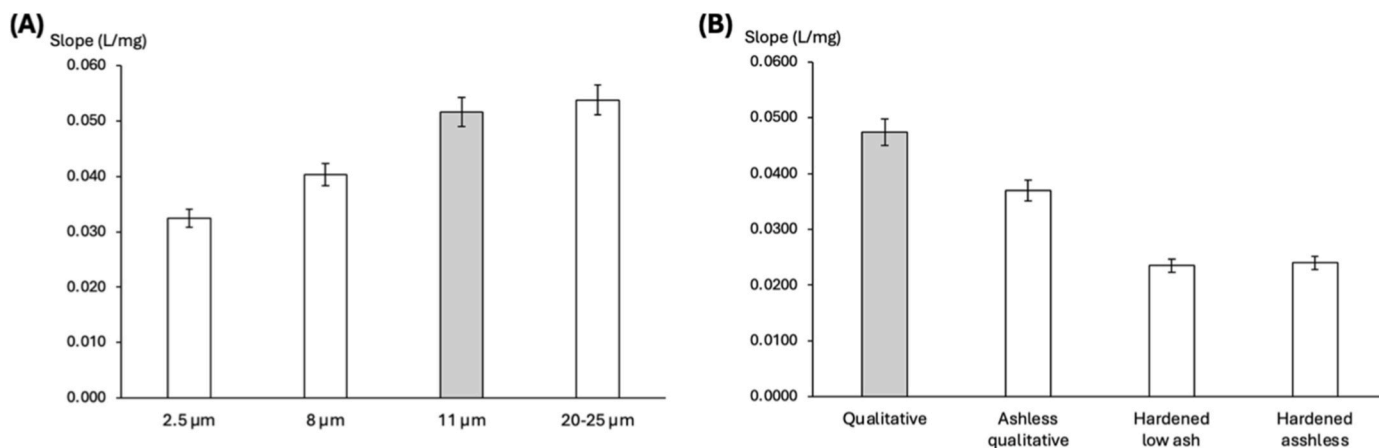 (A)
Slope (L/mg)
0.060
0.050
0.040
0.030
0.020
0.010
0.000
2.5 µm
8 µm
11 µm
20-25 µm
(B)
Slope (L/mg)
0.0600
0.0500
0.0400
0.0300
0.0200
0.0100
0.0000
Qualitative
Ashless
qualitative
Hardened
low ash
Hardened
asshless